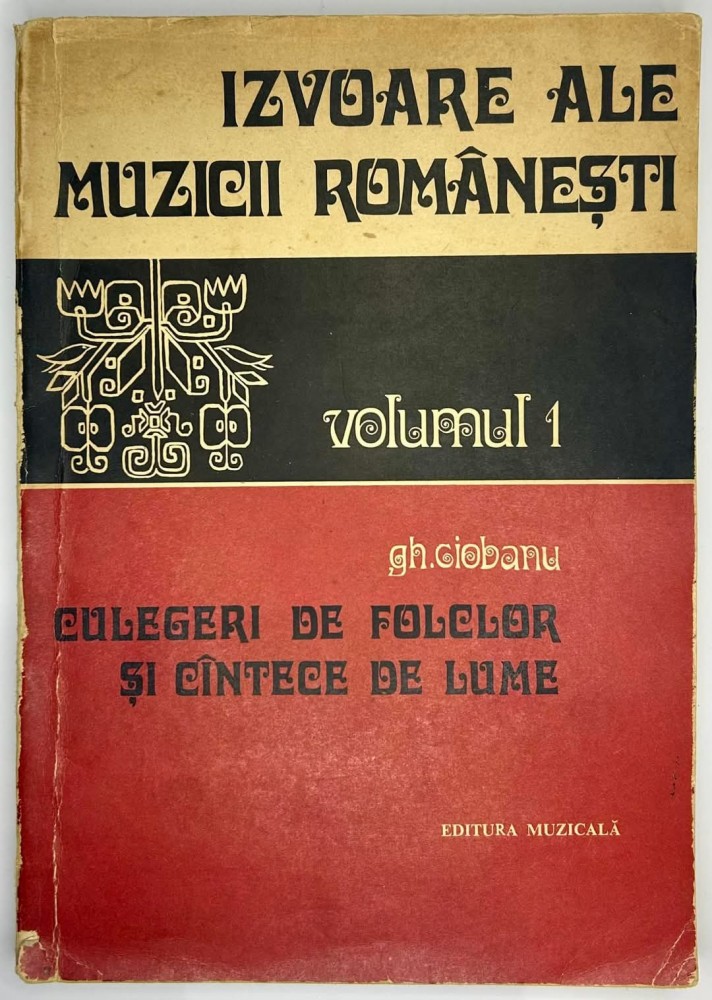 IZVOARE ALE
MUZICII ROMÂNEȘTI
volumul 1
gh.ciobanu
CULEGERI DE FOLCLOR
ȘI CÎNTECE DE LUME
EDITURA MUZICALĂ